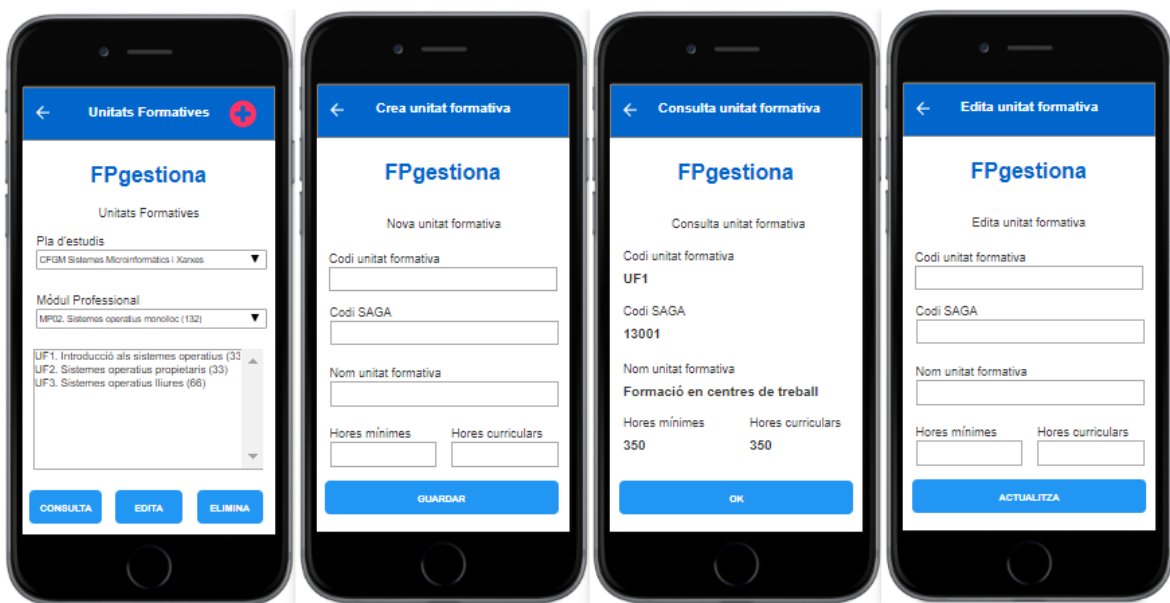 Unitats Formatives
FPgestiona
Unitats Formatives
Pla d'estudis
CFGM Sistemes Microinformàtics i Xarxes
Mòdul Professional
MP02. Sistemes operatius monolloc (132)
UF1. Introducció als sistemes operatius (33
UF2. Sistemes operatius propietaris (33)
UF3. Sistemes operatius lliures (66)
CONSULTA EDITA ELIMINA
Crea unitat formativa
FPgestiona
Nova unitat formativa
Codi unitat formativa
Codi SAGA
Nom unitat formativa
Hores mínimes Hores curriculars
GUARDAR
Consulta unitat formativa
FPgestiona
Consulta unitat formativa
Codi unitat formativa
UF1
Codi SAGA
13001
Nom unitat formativa
Formació en centres de treball
Hores mínimes Hores curriculars
350 350
OK
Edita unitat formativa
FPgestiona
Edita unitat formativa
Codi unitat formativa
Codi SAGA
Nom unitat formativa
Hores mínimes Hores curriculars
ACTUALITZA